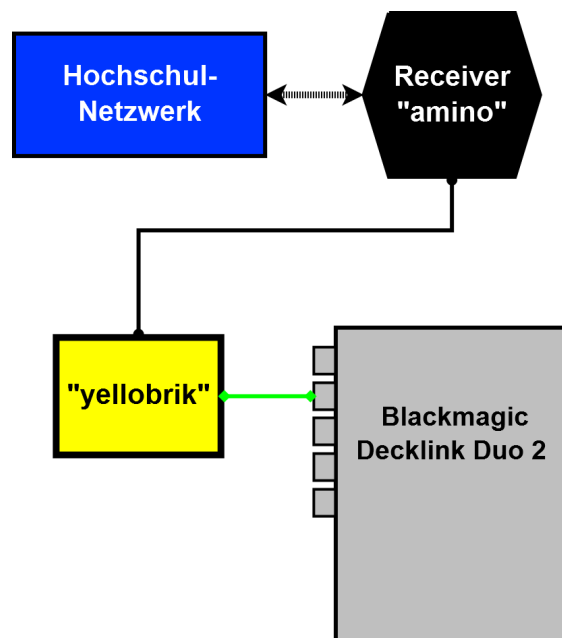 Hochschul-
Netzwerk
Receiver
"amino"
"yellobrik"
Blackmagic
Decklink Duo 2